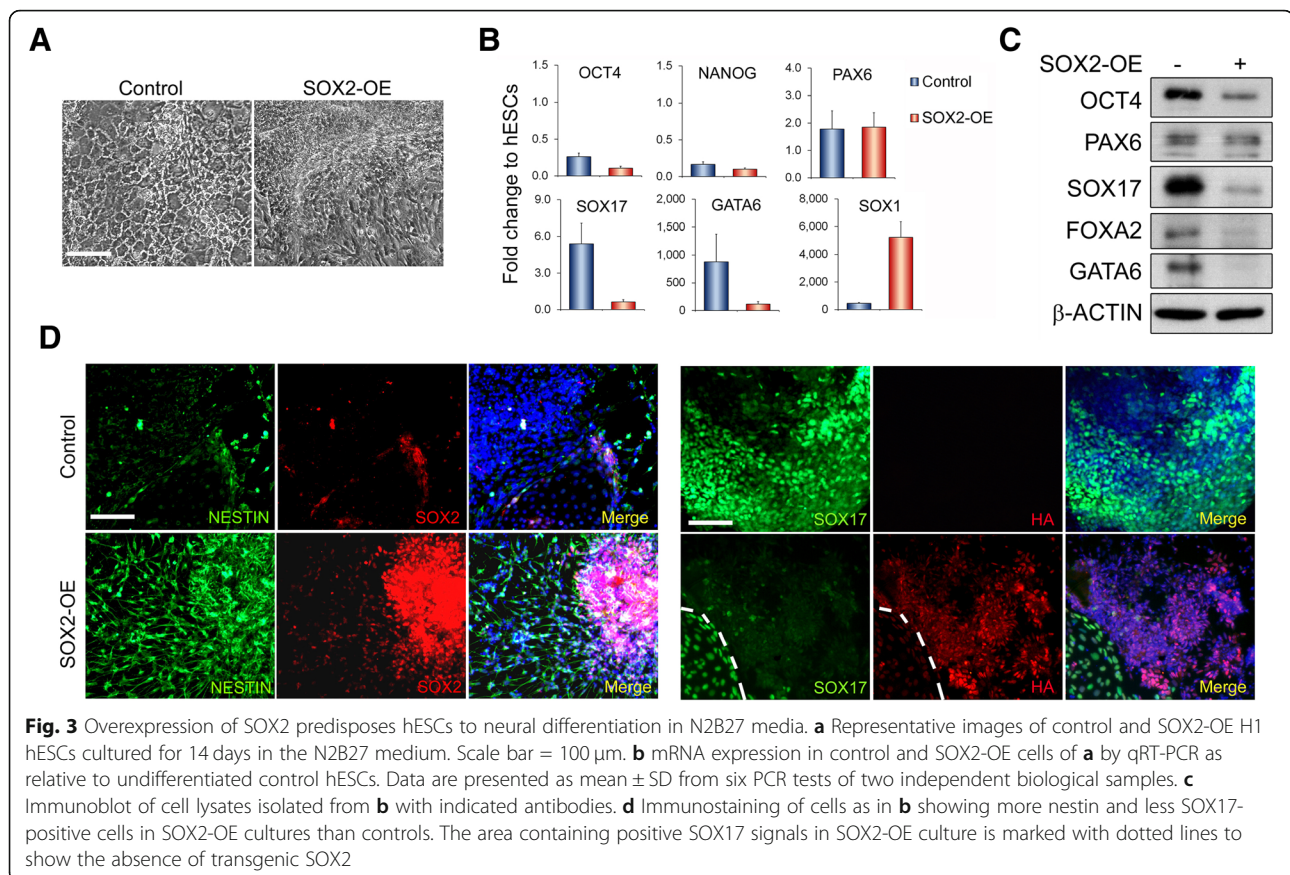 A
Control
SOX2-OE
B
Fold change to hESCs
OCT4
1.5
1.0
0.5
0.0
NANOG
1.5
1.0
0.5
0.0
PAX6
4.0
3.0
2.0
1.0
0.0
Control
SOX2-OE
SOX17
9.0
6.0
3.0
0.0
GATA6
2,000
1,500
1,000
500
0
SOX1
8,000
6,000
4,000
2,000
0
C
SOX2-OE - +
OCT4
PAX6
SOX17
FOXA2
GATA6
β-ACTIN
D
Control
NESTIN
SOX2
Merge
SOX17
HA
Merge
SOX2-OE
NESTIN
SOX2
Merge
SOX17
HA
Merge
Fig. 3 Overexpression of SOX2 predisposes hESCs to neural differentiation in N2B27 media. a Representative images of control and SOX2-OE H1
hESCs cultured for 14 days in the N2B27 medium. Scale bar = 100 μm. b mRNA expression in control and SOX2-OE cells of a by qRT-PCR as
relative to undifferentiated control hESCs. Data are presented as mean ± SD from six PCR tests of two independent biological samples. c
Immunoblot of cell lysates isolated from b with indicated antibodies. d Immunostaining of cells as in b showing more nestin and less SOX17-
positive cells in SOX2-OE cultures than controls. The area containing positive SOX17 signals in SOX2-OE culture is marked with dotted lines to
show the absence of transgenic SOX2